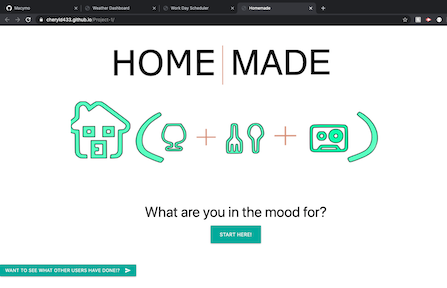 Macymo
Weather Dashboard
Work Day Scheduler
Homemade
cheryld433.github.io/Project-1/
HOME MADE
What are you in the mood for?
START HERE!
WANT TO SEE WHAT OTHER USERS HAVE DONE!?